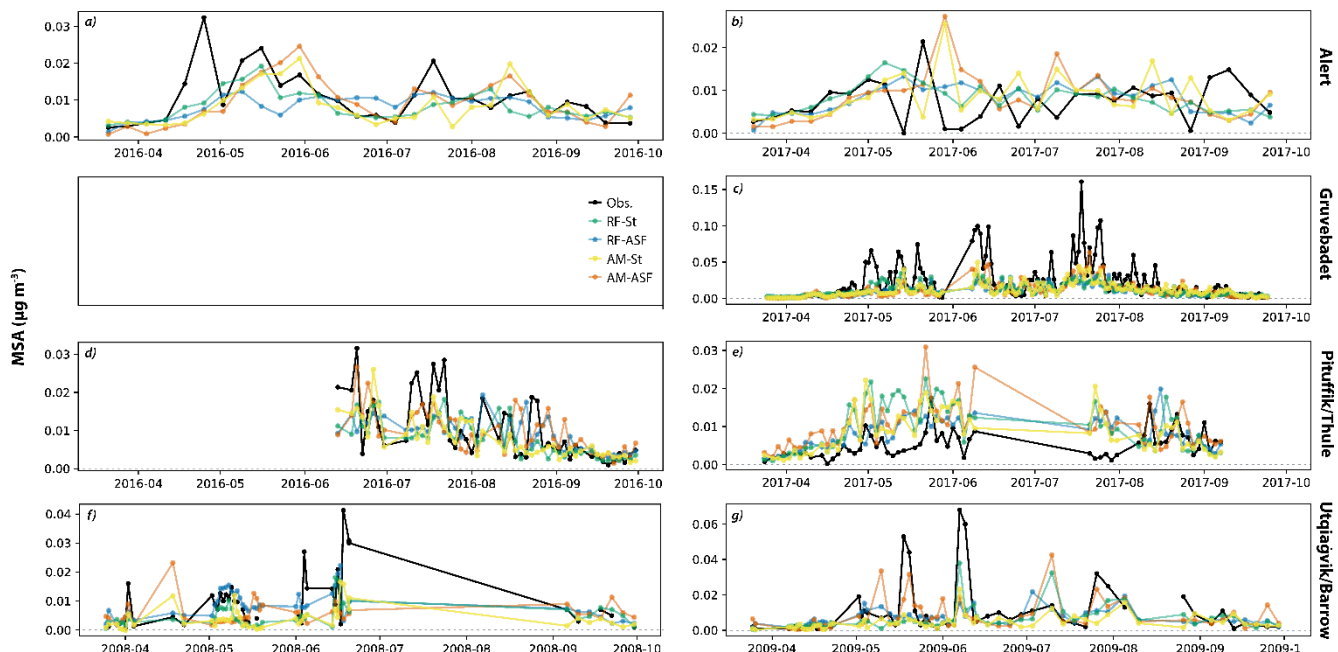 a)
0.03
0.02
0.01
0.00
2016-04 2016-05 2016-06 2016-07 2016-08 2016-09 2016-10
b)
0.02
0.01
0.00
2017-04 2017-05 2017-06 2017-07 2017-08 2017-09 2017-10
Alert
Obs.
RF-St
RF-ASF
AM-St
AM-ASF
c)
0.15
0.10
0.05
0.00
2017-04 2017-05 2017-06 2017-07 2017-08 2017-09 2017-10
Gruvebadet
MSA (µg m⁻³)
d)
0.03
0.02
0.01
0.00
2016-04 2016-05 2016-06 2016-07 2016-08 2016-09 2016-10
e)
0.03
0.02
0.01
0.00
2017-04 2017-05 2017-06 2017-07 2017-08 2017-09 2017-10
Pituffik/Thule
f)
0.04
0.03
0.02
0.01
0.00
2008-04 2008-05 2008-06 2008-07 2008-08 2008-09 2008-10
g)
0.06
0.04
0.02
0.00
2009-04 2009-05 2009-06 2009-07 2009-08 2009-09 2009-1
Utqiagvik/Barrow